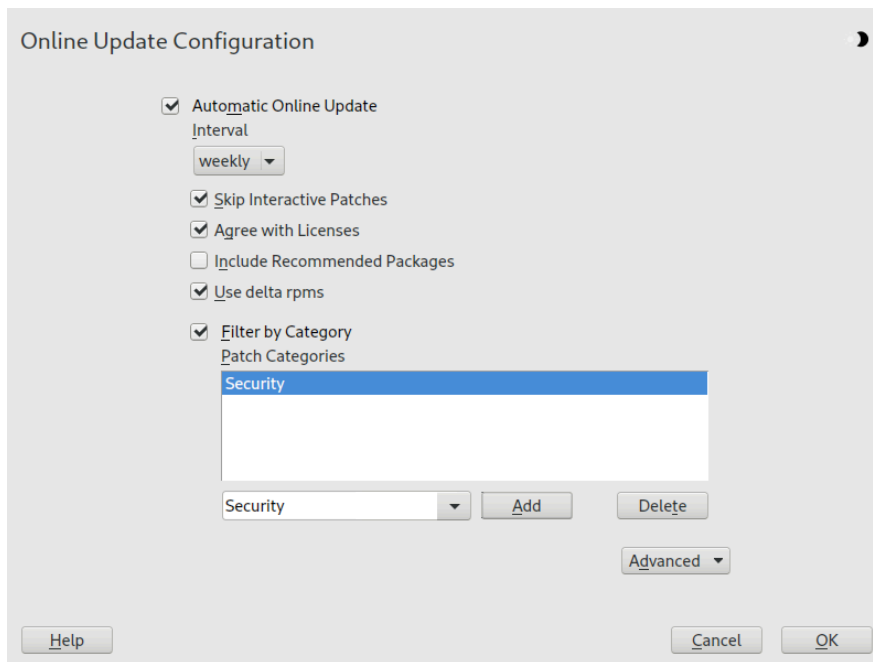 Online Update Configuration
Automatic Online Update
Interval
weekly
Skip Interactive Patches
Agree with Licenses
Include Recommended Packages
Use delta rpms
Filter by Category
Patch Categories
Security
Security Add Delete
Advanced
Help Cancel OK